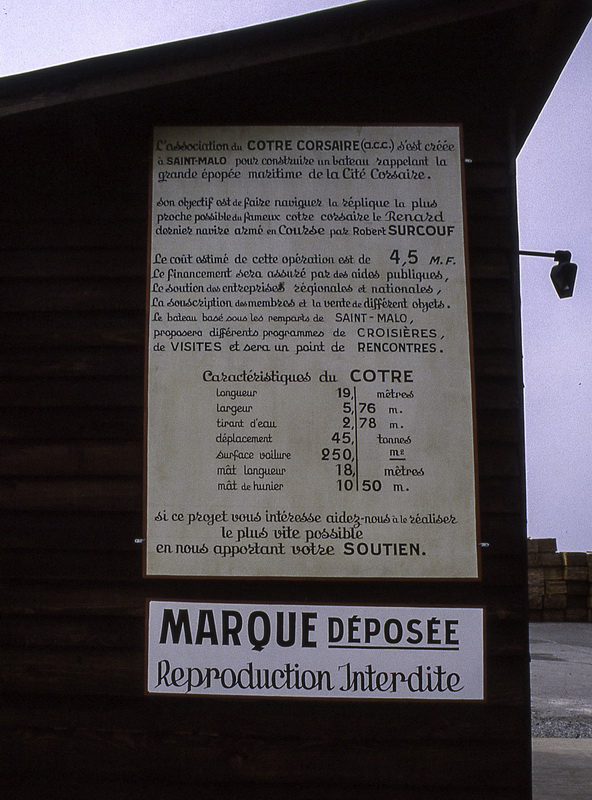 L'association du COTRE CORSAIRE (a.c.c.) s'est créée
à SAINT-MALO pour construire un bateau rappelant la
grande épopée maritime de la Cité Corsaire.
son objectif est de faire naviguer la réplique la plus
proche possible du fameux cotre corsaire le Renard
dernier navire armé en Course par Robert SURCOUF
Le coût estimé de cette opération est de 4,5 M.F.
Le financement sera assuré par des aides publiques,
Le soutien des entreprises régionales et nationales,
La souscription des membres et la vente de différent objets.
Le bateau basé sous les remparts de SAINT-MALO,
proposera différents programmes de CROISIÈRES,
de VISITES et sera un point de RENCONTRES.
Caractéristiques du COTRE
longueur 19, mètres
largeur 5,76 m.
tirant d'eau 2,78 m.
déplacement 45, tonnes
surface voilure 250, m²
mât longueur 18, mètres
mât de hunier 10 50 m.
si ce projet vous intéresse aidez-nous à le réaliser
le plus vite possible
en nous apportant votre SOUTIEN.
MARQUE DÉPOSÉE
Reproduction Interdite